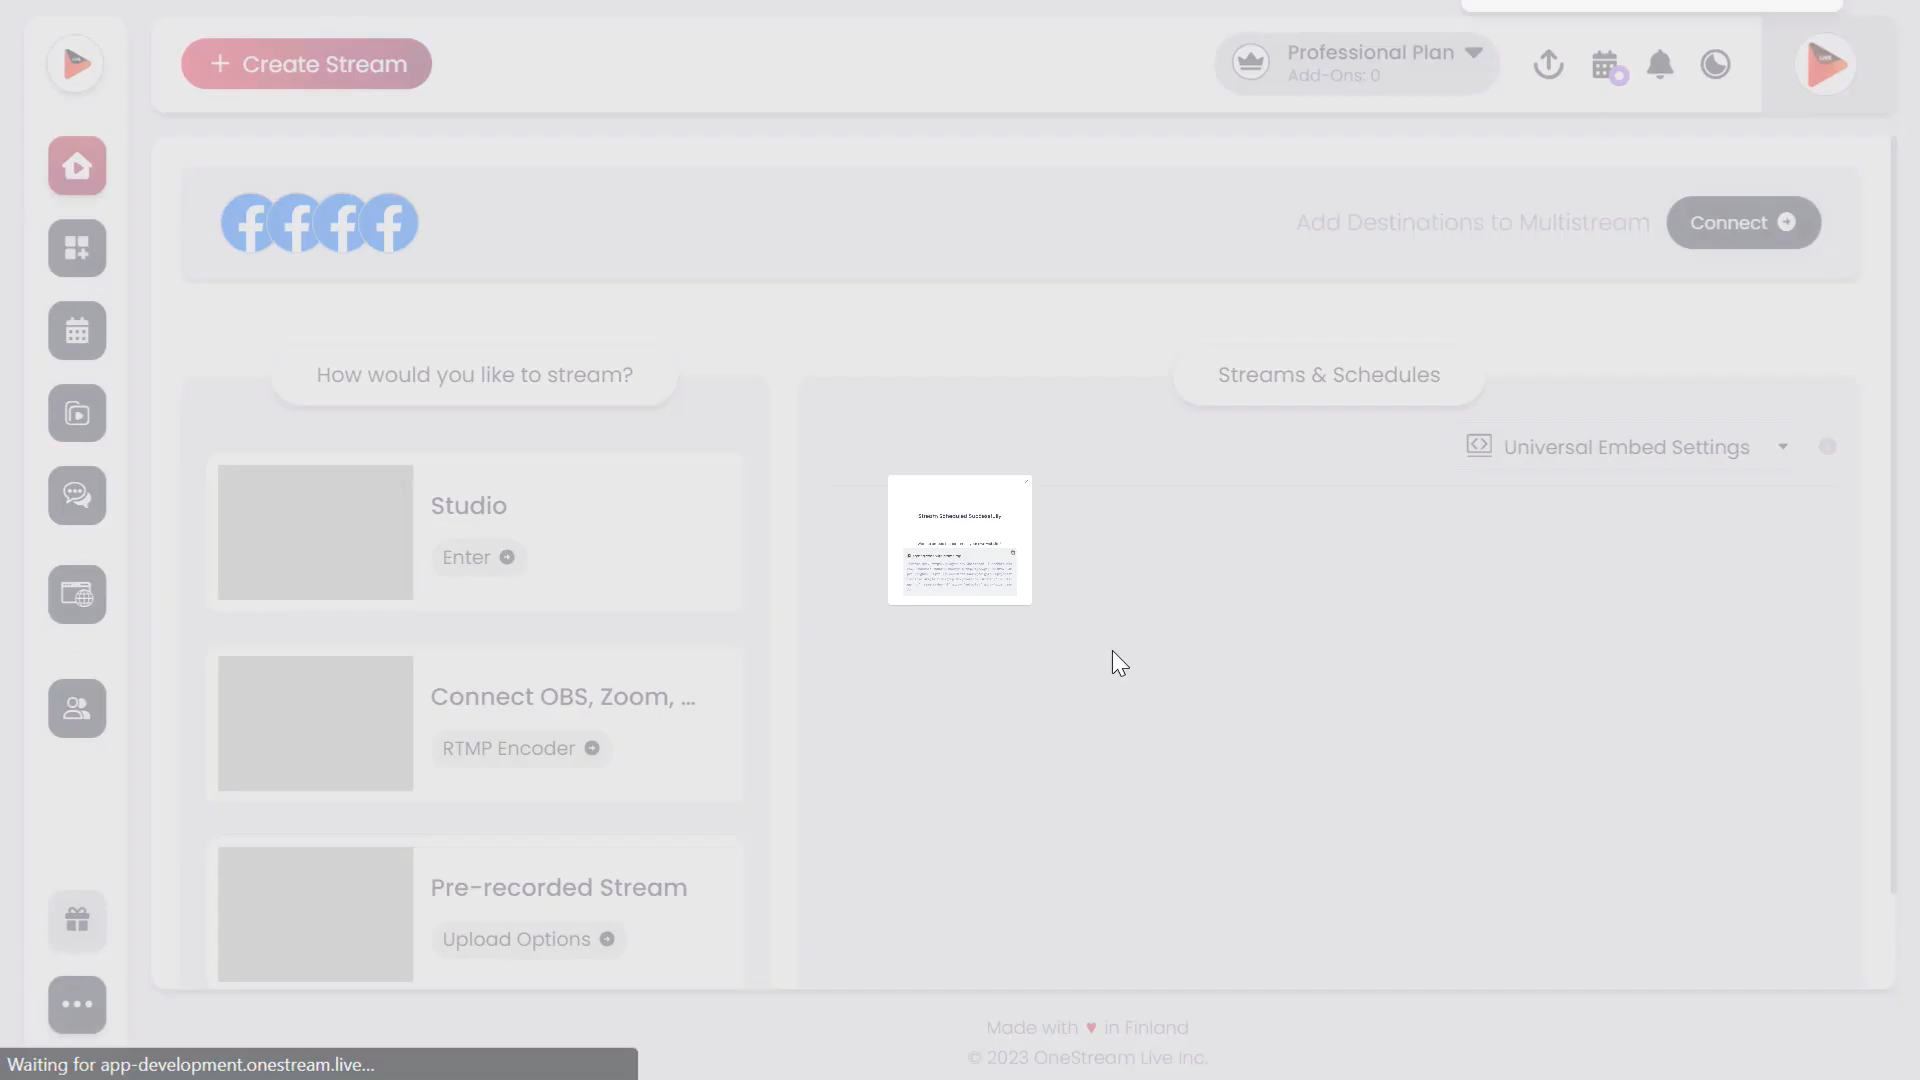 Create Stream
Professional Plan
Add-Ons: 0
Add Destinations to Multistream
Connect
How would you like to stream?
Streams & Schedules
Universal Embed Settings
Studio
Enter
Stream Scheduled Successfully
Connect OBS, Zoom, ...
RTMP Encoder
Pre-recorded Stream
Upload Options
Made with ♥ in Finland
© 2023 OneStream Live Inc.
Waiting for app-development.onestream.live...